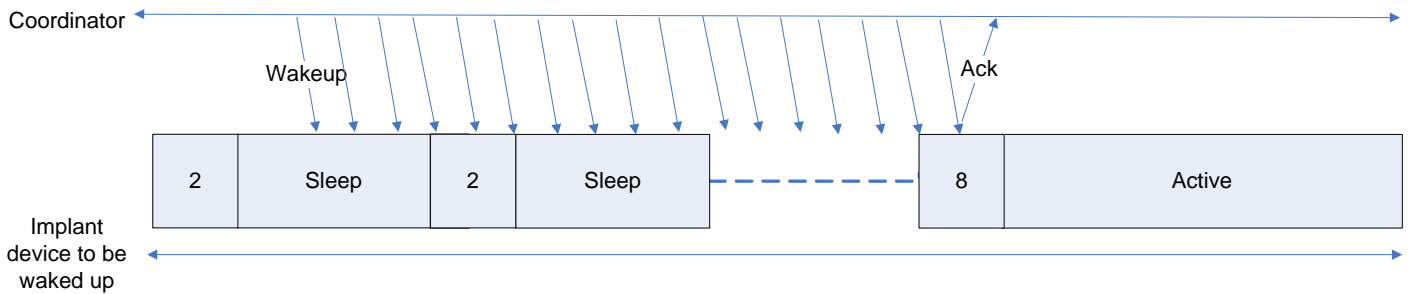 Coordinator
Wakeup
Ack
2
Sleep
2
Sleep
8
Active
Implant
device to be
waked up